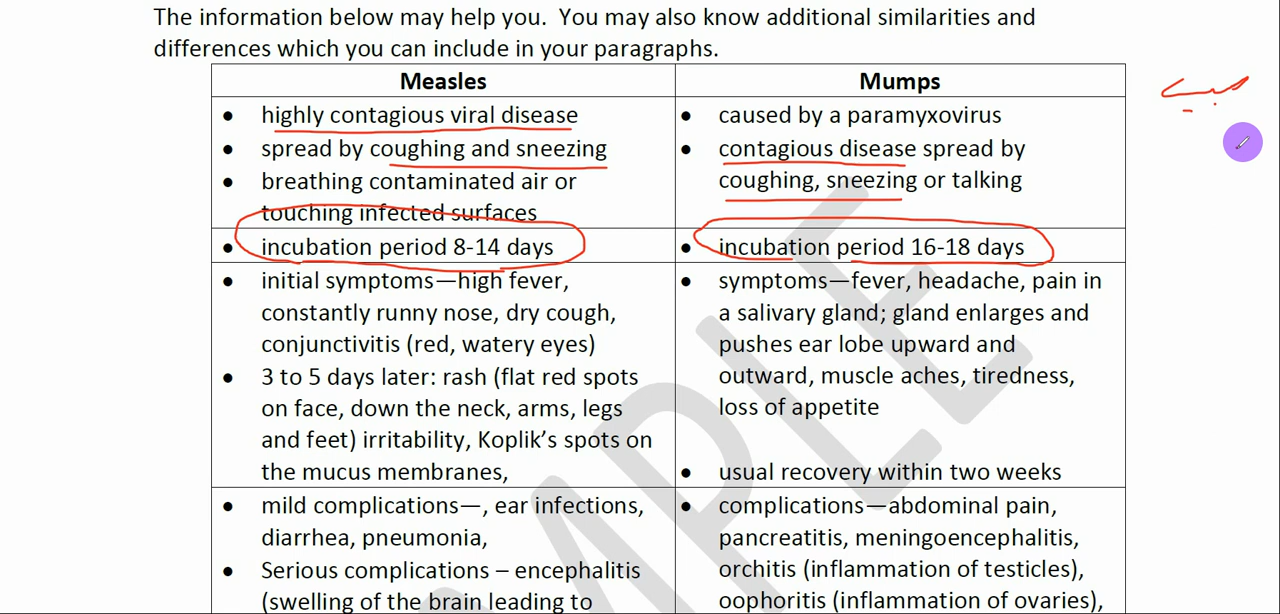 The information below may help you. You may also know additional similarities and
differences which you can include in your paragraphs.
Measles
• highly contagious viral disease
• spread by coughing and sneezing
• breathing contaminated air or
touching infected surfaces
• incubation period 8-14 days
• initial symptoms—high fever,
constantly runny nose, dry cough,
conjunctivitis (red, watery eyes)
• 3 to 5 days later: rash (flat red spots
on face, down the neck, arms, legs
and feet) irritability, Koplik’s spots on
the mucus membranes,
• mild complications—, ear infections,
diarrhea, pneumonia,
• Serious complications – encephalitis
(swelling of the brain leading to
Mumps
• caused by a paramyxovirus
• contagious disease spread by
coughing, sneezing or talking
• incubation period 16-18 days
• symptoms—fever, headache, pain in
a salivary gland; gland enlarges and
pushes ear lobe upward and
outward, muscle aches, tiredness,
loss of appetite
• usual recovery within two weeks
• complications—abdominal pain,
pancreatitis, meningoencephalitis,
orchitis (inflammation of testicles),
oophoritis (inflammation of ovaries),